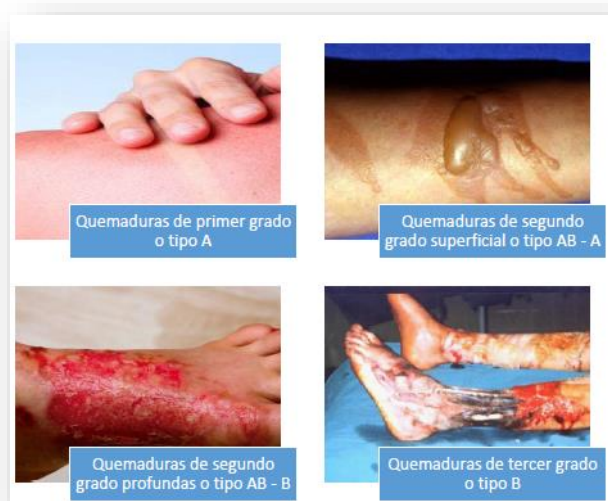 Quemaduras de primer grado
o tipo A
Quemaduras de segundo
grado superficial o tipo AB - A
Quemaduras de segundo
grado profundas o tipo AB - B
Quemaduras de tercer grado
o tipo B